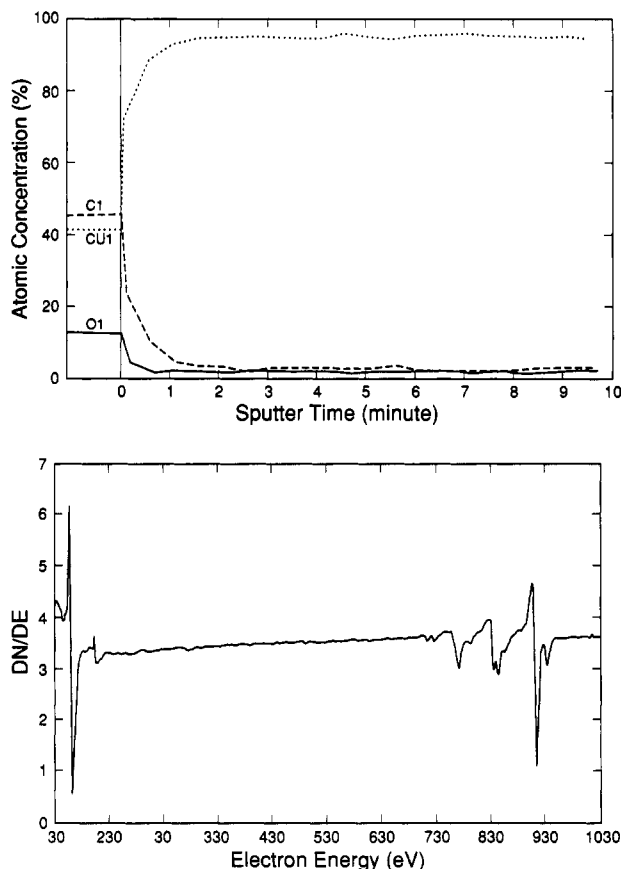 100
80
60
40
20
0
C1
CU1
O1
0 1 2 3 4 5 6 7 8 9 10
Atomic Concentration (%)
Sputter Time (minute)
7
6
5
4
3
2
1
0
30 230 330 430 530 630 730 830 930 1030
DN/DE
Electron Energy (eV)